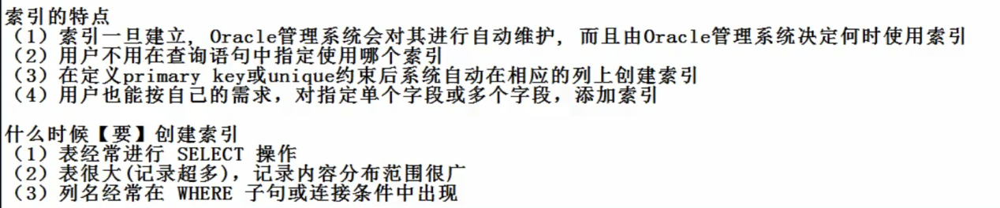 索引的特点
（1）索引一旦建立, Oracle管理系统会对其进行自动维护, 而且由Oracle管理系统决定何时使用索引
（2）用户不用在查询语句中指定使用哪个索引
（3）在定义primary key或unique约束后系统自动在相应的列上创建索引
（4）用户也能按自己的需求，对指定单个字段或多个字段，添加索引
什么时候【要】创建索引
（1）表经常进行 SELECT 操作
（2）表很大(记录超多)，记录内容分布范围很广
（3）列名经常在 WHERE 子句或连接条件中出现